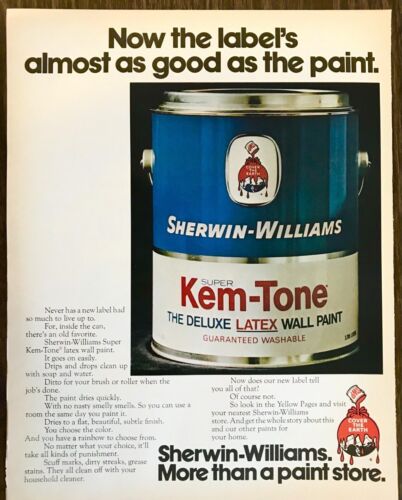 Now the label's
almost as good as the paint.
COVER
THE
EARTH
SHERWIN-WILLIAMS
SUPER
Kem-Tone®
THE DELUXE LATEX WALL PAINT
GUARANTEED WASHABLE
Never has a new label had
so much to live up to.
For, inside the can,
there's an old favorite.
Sherwin-Williams Super
Kem-Tone® latex wall paint.
It goes on easily.
Drips and drops clean up
with soap and water.
Ditto for your brush or roller when the
job's done.
The paint dries quickly.
With no nasty smelly smells. So you can use a
room the same day you paint it.
Dries to a flat, beautiful, subtle finish.
You choose the color.
And you have a rainbow to choose from.
No matter what your choice, it'll
take all kinds of punishment.
Scuff marks, dirty streaks, grease
stains. They all clean off with your
household cleaner.
Now does our new label tell
you all of that?
Of course not.
So look in the Yellow Pages and visit
your nearest Sherwin-Williams
store. And get the whole story about this
and our other paints for
your home.
COVER
THE
EARTH
Sherwin-Williams.
More than a paint store.